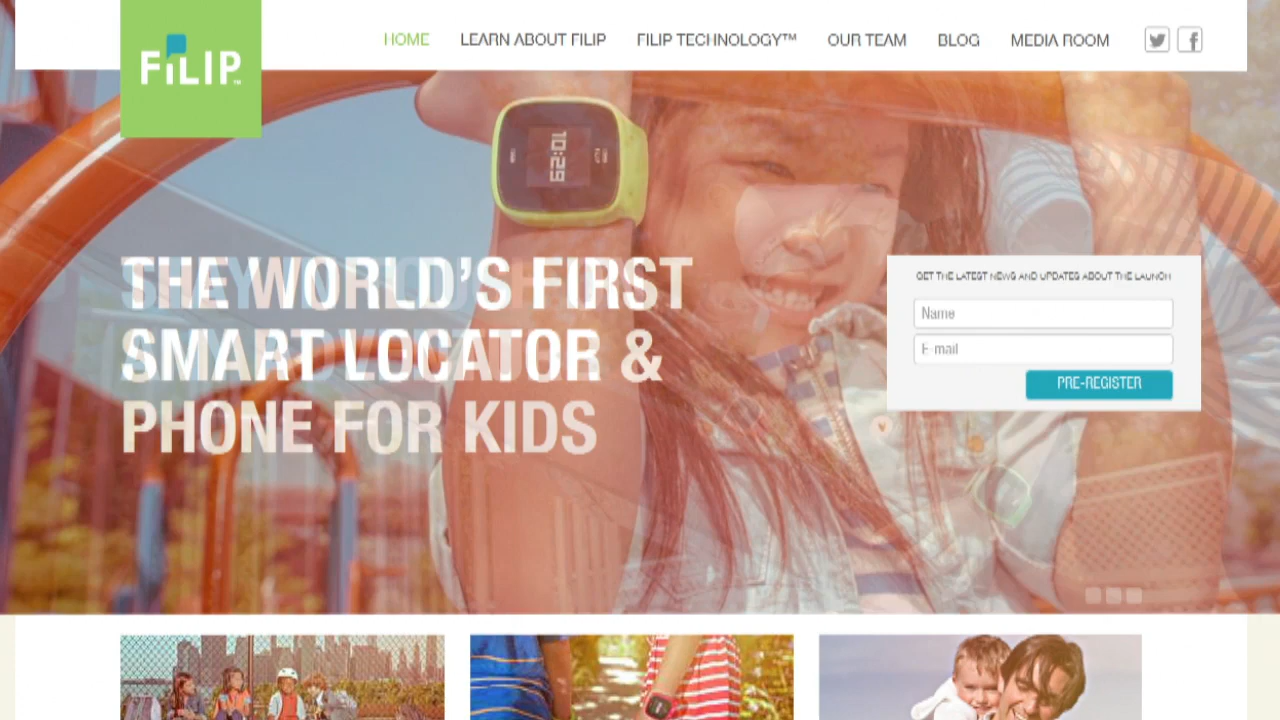 FiLIP™
HOME LEARN ABOUT FILIP FILIP TECHNOLOGY™ OUR TEAM BLOG MEDIA ROOM
10:29
THE WORLD'S FIRST
SMART LOCATOR &
PHONE FOR KIDS
GET THE LATEST NEWS AND UPDATES ABOUT THE LAUNCH
Name
E-mail
PRE-REGISTER